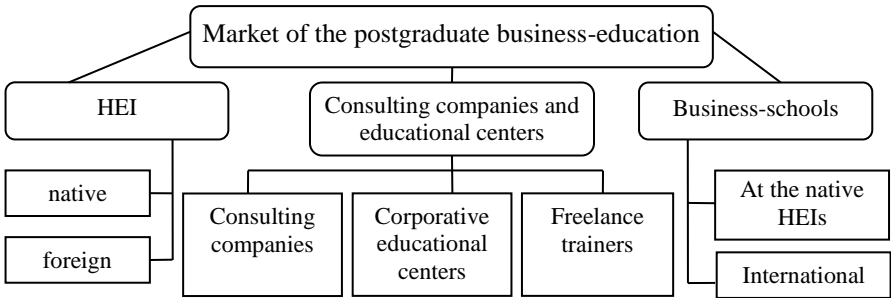 Market of the postgraduate business-education
HEI
Consulting companies and
educational centers
Business-schools
native
foreign
Consulting
companies
Corporative
educational
centers
Freelance
trainers
At the native
HEIs
International